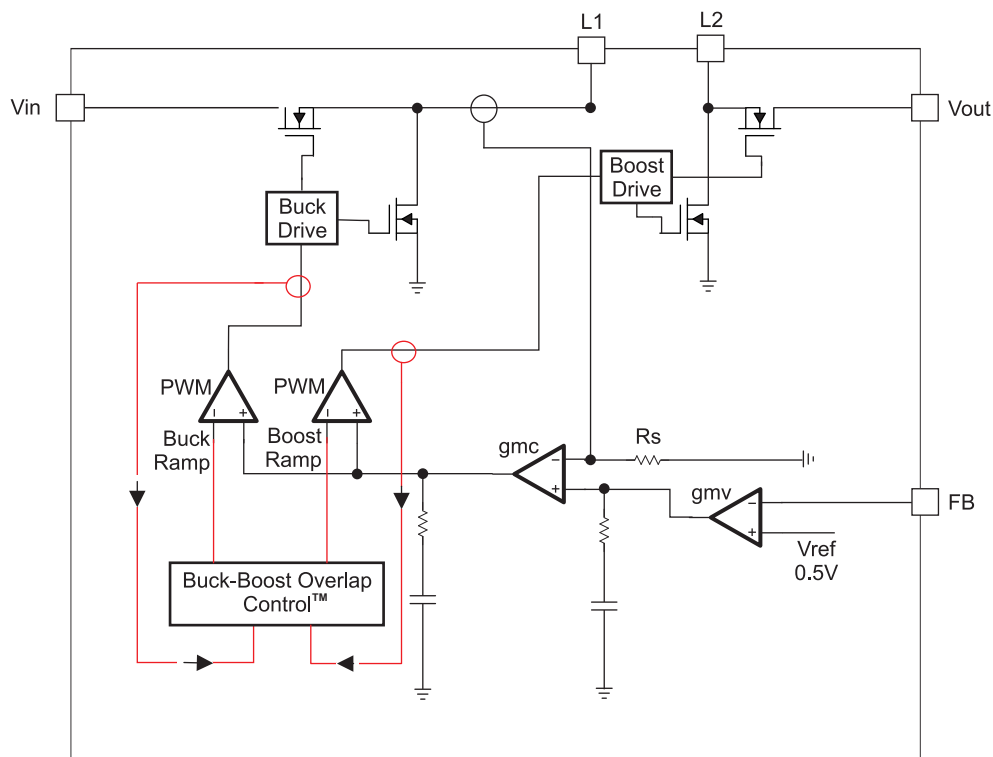 L1
L2
Vin
Vout
Boost
Drive
Buck
Drive
PWM
PWM
Buck
Ramp
Boost
Ramp
gmc
Rs
gmv
FB
Vref
0.5V
Buck-Boost Overlap
Control™
− +
− +
−
+
−
+